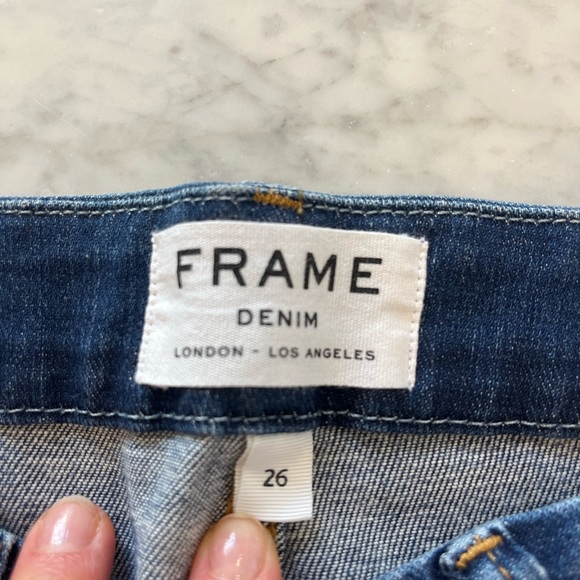 FRAME
DENIM
LONDON - LOS ANGELES
26